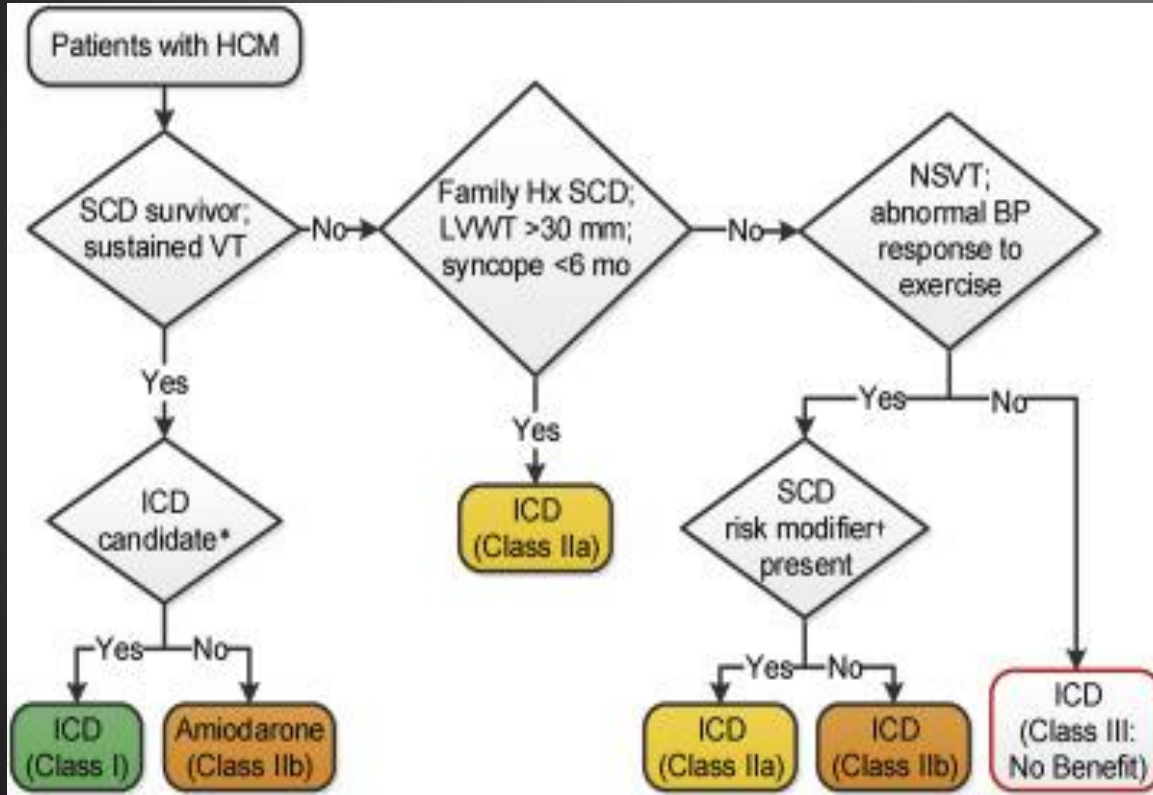 Patients with HCM
SCD survivor;
sustained VT
No
Family Hx SCD;
LVWT >30 mm;
syncope <6 mo
No
NSVT;
abnormal BP
response to
exercise
Yes
Yes
Yes
No
ICD
candidate*
ICD
(Class IIa)
SCD
risk modifier†
present
Yes
No
Yes
No
ICD
(Class I)
Amiodarone
(Class IIb)
ICD
(Class IIa)
ICD
(Class IIb)
ICD
(Class III:
No Benefit)